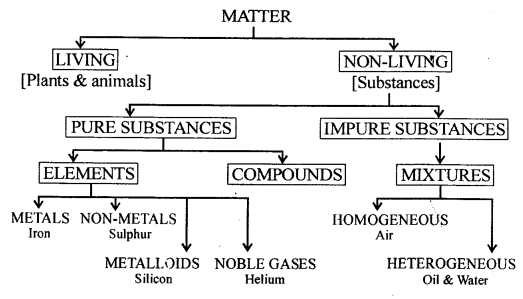 MATTER
LIVING NON-LIVING
[Plants & animals] [Substances]
PURE SUBSTANCES IMPURE SUBSTANCES
ELEMENTS COMPOUNDS MIXTURES
METALS NON-METALS HOMOGENEOUS
Iron Sulphur Air
METALLOIDS NOBLE GASES HETEROGENEOUS
Silicon Helium Oil & Water